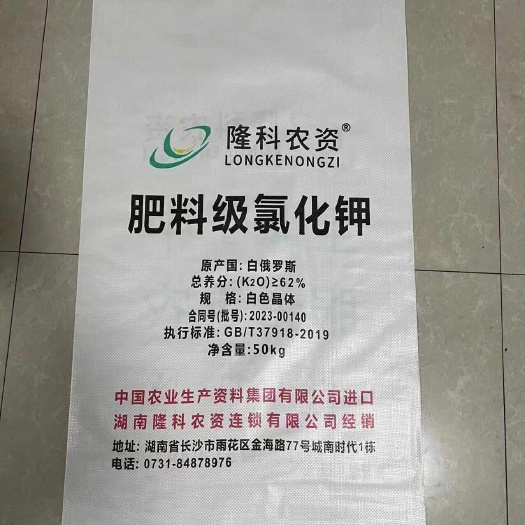 隆科农资®
LONGKENONGZI
肥料级氯化钾
原产国: 白俄罗斯
总养分: (K2O)≥62%
规 格: 白色晶体
合同号(批号): 2023-00140
执行标准: GB/T37918-2019
净含量: 50kg
中国农业生产资料集团有限公司进口
湖南隆科农资连锁有限公司经销
地址: 湖南省长沙市雨花区金海路77号城南时代1栋
电话: 0731-84878976